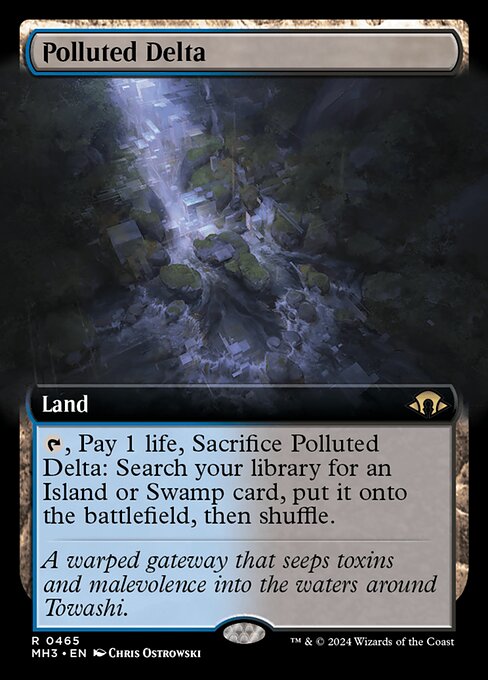 Polluted Delta
Land
, Pay 1 life, Sacrifice Polluted
Delta: Search your library for an
Island or Swamp card, put it onto
the battlefield, then shuffle.
A warped gateway that seeps toxins
and malevolence into the waters around
Towashi.
R 0465
MH3 • EN Chris Ostrowski
™ & © 2024 Wizards of the Coast